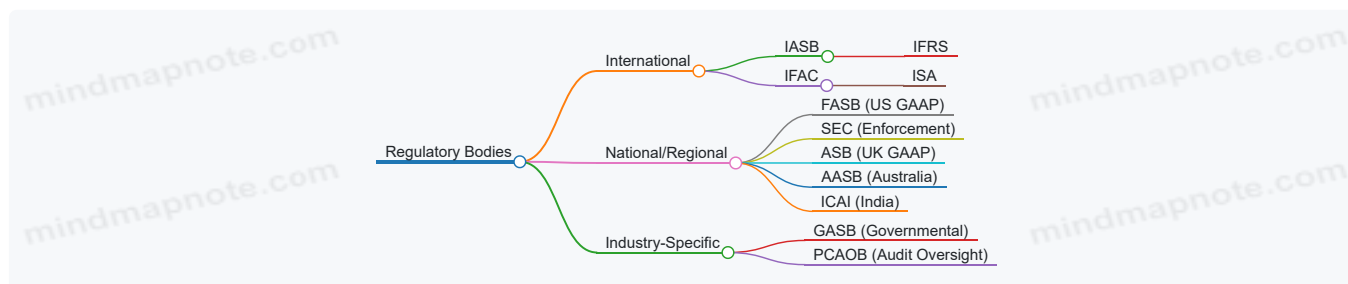 Regulatory Bodies
International
IASB
IFRS
IFAC
ISA
National/Regional
FASB (US GAAP)
SEC (Enforcement)
ASB (UK GAAP)
AASB (Australia)
ICAI (India)
Industry-Specific
GASB (Governmental)
PCAOB (Audit Oversight)
mindmapnote.com
mindmapnote.com
mindmapnote.com
mindmapnote.com